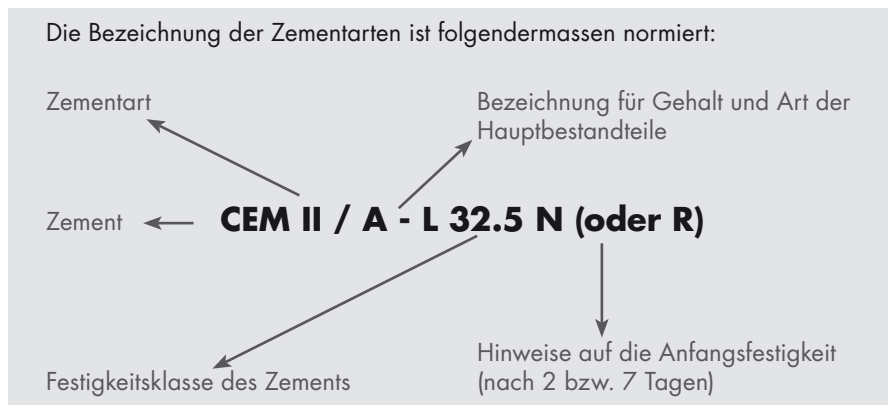 Die Bezeichnung der Zementarten ist folgendermassen normiert:
Zementart
Bezeichnung für Gehalt und Art der
Hauptbestandteile
Zement
CEM II / A - L 32.5 N (oder R)
Festigkeitsklasse des Zements
Hinweise auf die Anfangsfestigkeit
(nach 2 bzw. 7 Tagen)